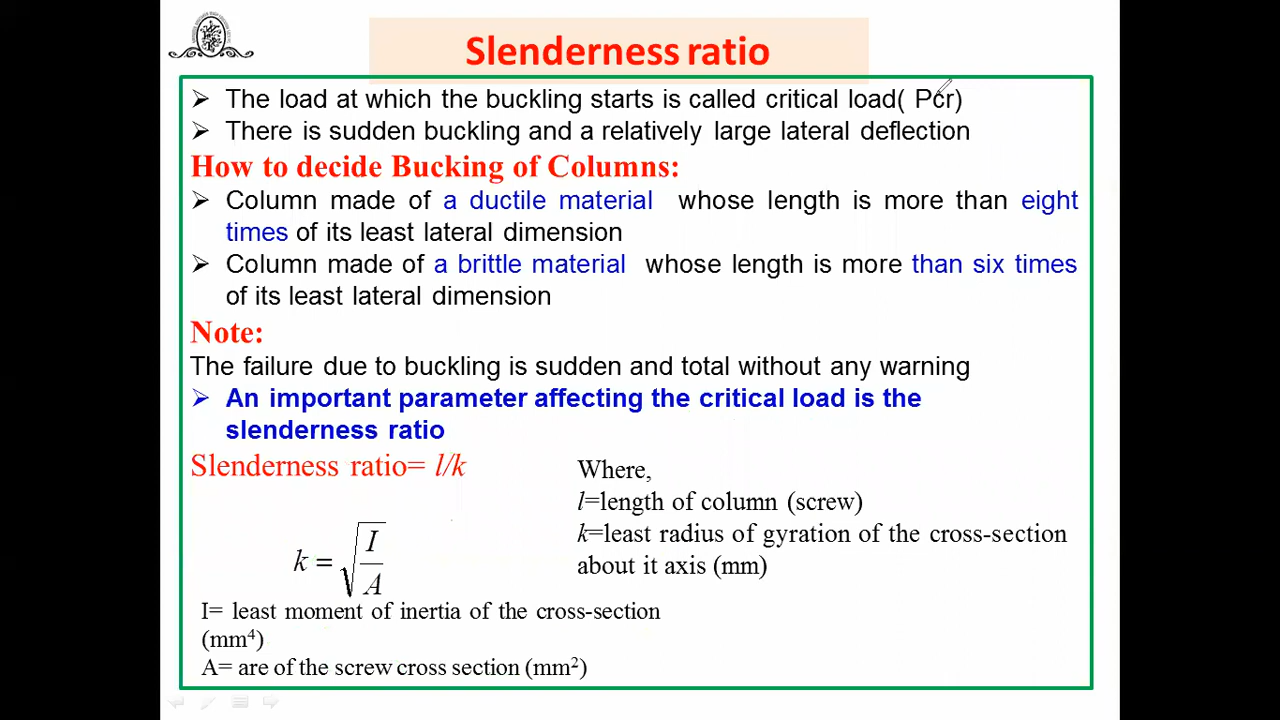 Slenderness ratio
➢ The load at which the buckling starts is called critical load( Pcr)
➢ There is sudden buckling and a relatively large lateral deflection
How to decide Bucking of Columns:
➢ Column made of a ductile material whose length is more than eight
times of its least lateral dimension
➢ Column made of a brittle material whose length is more than six times
of its least lateral dimension
Note:
The failure due to buckling is sudden and total without any warning
➢ An important parameter affecting the critical load is the
slenderness ratio
Slenderness ratio= l/k
Where,
l=length of column (screw)
k=least radius of gyration of the cross-section
about it axis (mm)
k = √(I/A)
I= least moment of inertia of the cross-section
(mm⁴)
A= are of the screw cross section (mm²)